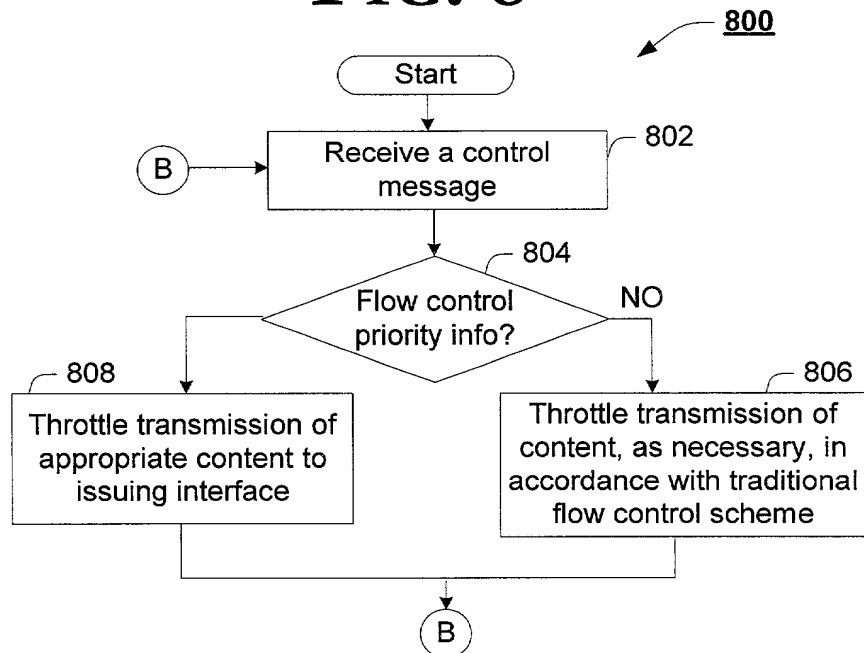 800
Start
B
Receive a control
message
802
804
Flow control
priority info?
NO
808
Throttle transmission of
appropriate content to
issuing interface
806
Throttle transmission of
content, as necessary, in
accordance with traditional
flow control scheme
B